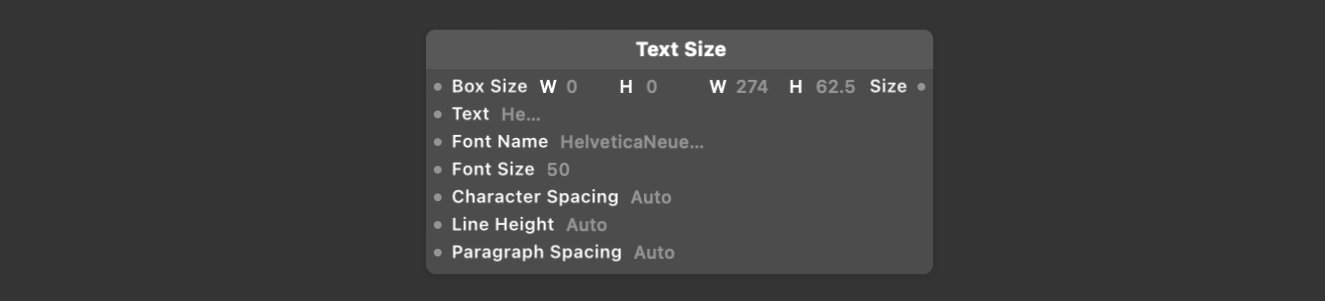 Text Size
Box Size W 0 H 0 W 274 H 62.5 Size
Text He...
Font Name HelveticaNeue...
Font Size 50
Character Spacing Auto
Line Height Auto
Paragraph Spacing Auto